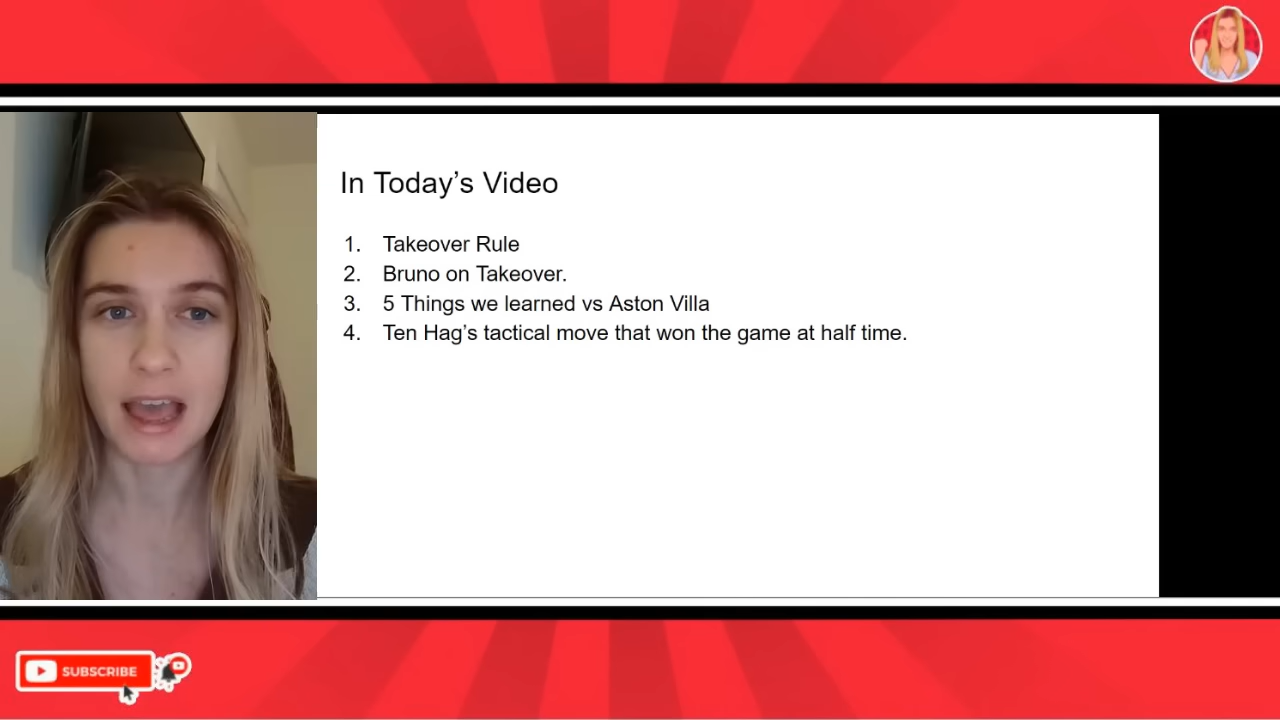 In Today’s Video
1. Takeover Rule
2. Bruno on Takeover.
3. 5 Things we learned vs Aston Villa
4. Ten Hag’s tactical move that won the game at half time.
SUBSCRIBE